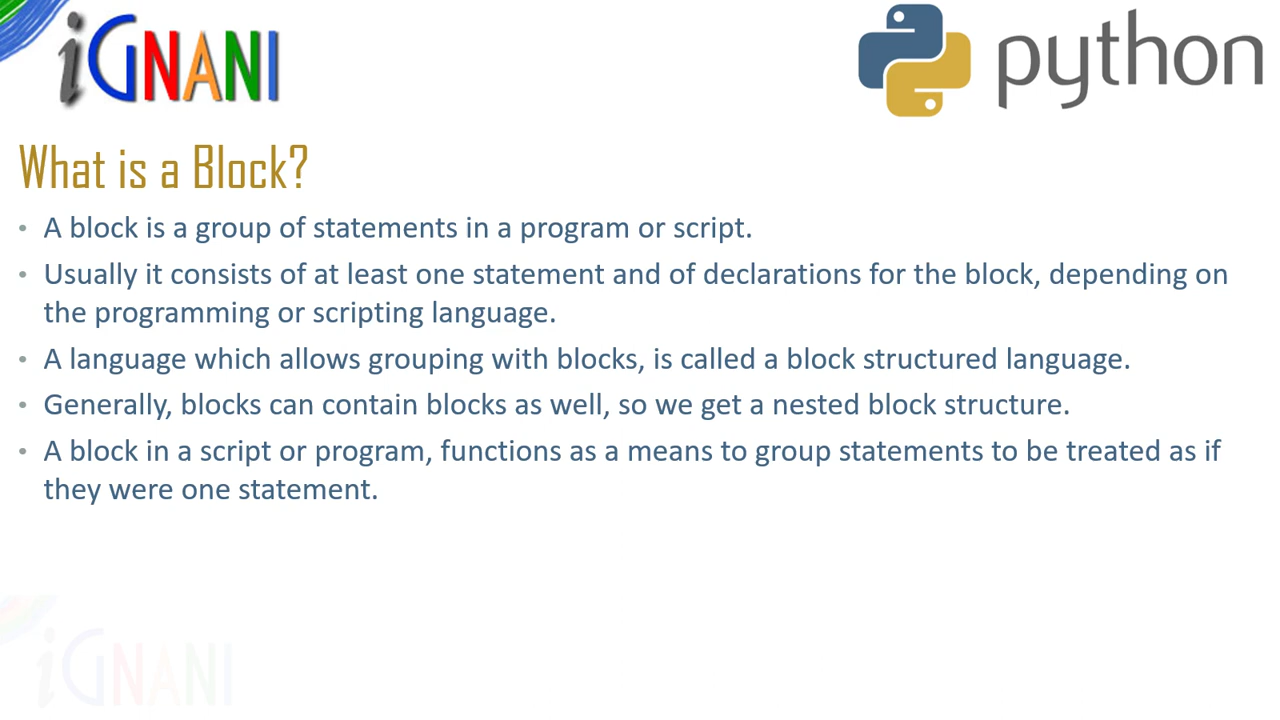 iGNANI
python
What is a Block?
• A block is a group of statements in a program or script.
• Usually it consists of at least one statement and of declarations for the block, depending on
the programming or scripting language.
• A language which allows grouping with blocks, is called a block structured language.
• Generally, blocks can contain blocks as well, so we get a nested block structure.
• A block in a script or program, functions as a means to group statements to be treated as if
they were one statement.
iGNANI